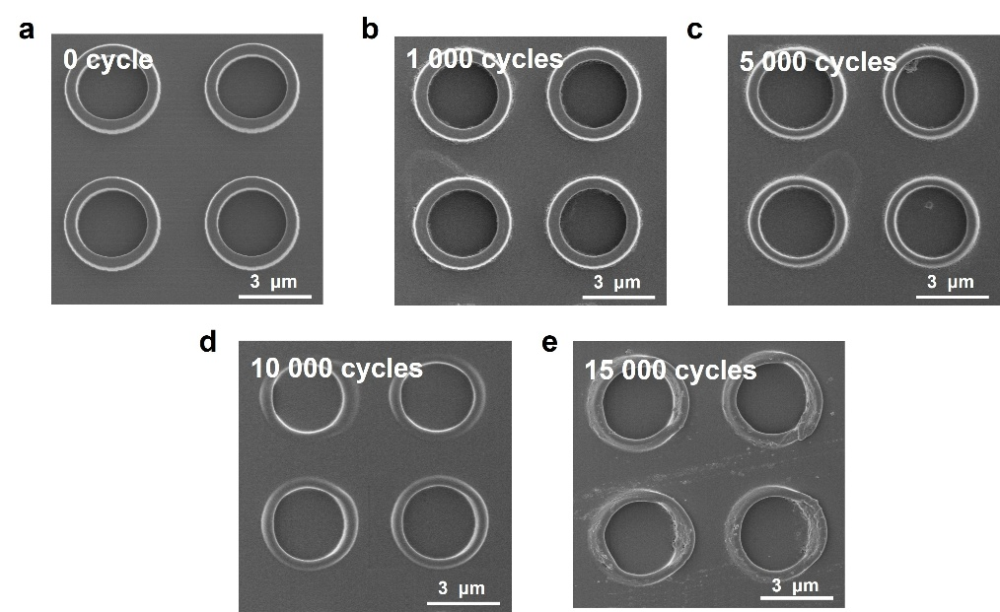 a
0 cycle
3 μm
b
1 000 cycles
3 μm
c
5 000 cycles
3 μm
d
10 000 cycles
3 μm
e
15 000 cycles
3 μm